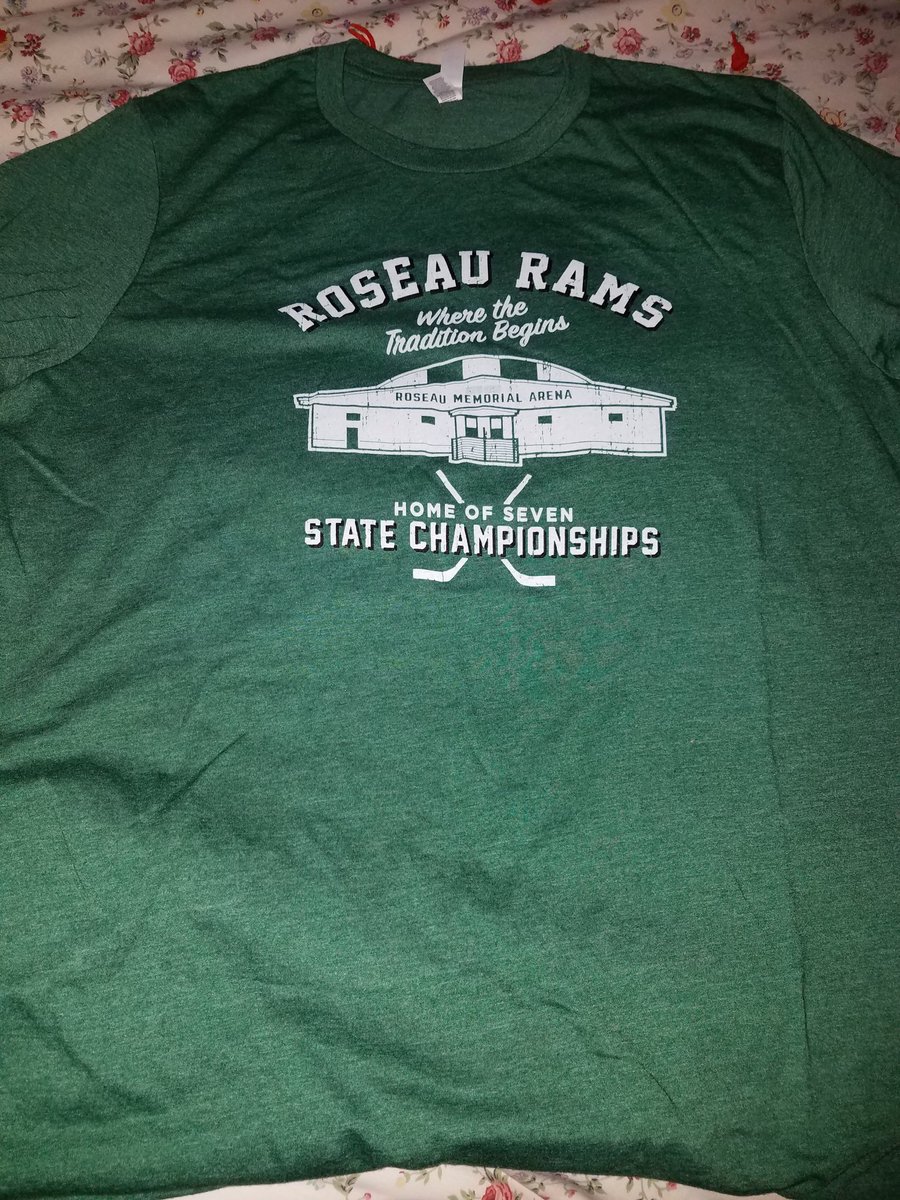 ROSEAU RAMS
Where the
Tradition Begins
ROSEAU MEMORIAL ARENA
HOME OF SEVEN
STATE CHAMPIONSHIPS